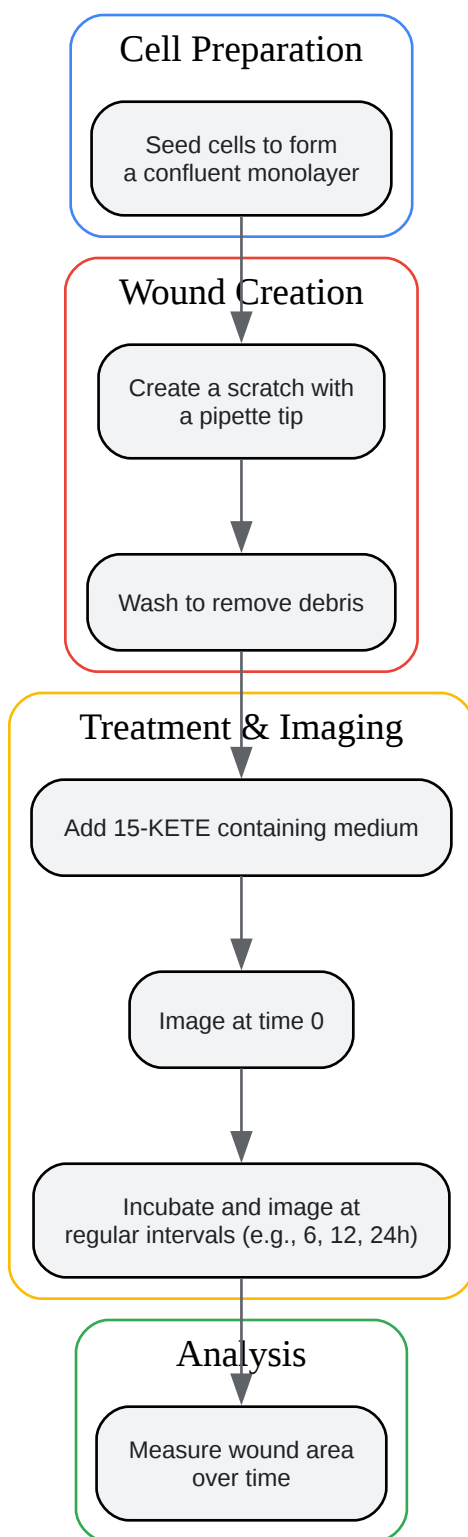 Cell Preparation
Seed cells to form
a confluent monolayer
Wound Creation
Create a scratch with
a pipette tip
Wash to remove debris
Treatment & Imaging
Add 15-KETE containing medium
Image at time 0
Incubate and image at
regular intervals (e.g., 6, 12, 24h)
Analysis
Measure wound area
over time